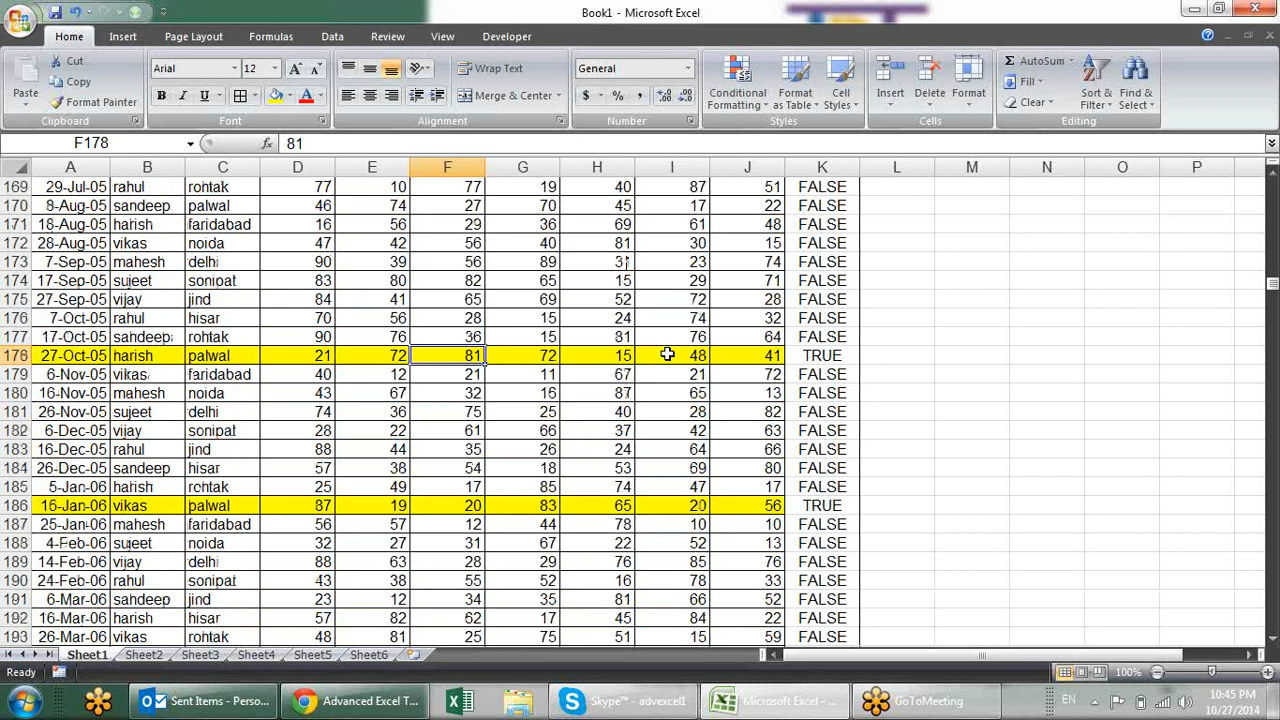 Book1 - Microsoft Excel
Home Insert Page Layout Formulas Data Review View Developer
Paste Cut Copy Format Painter Clipboard
Arial 12 A A B I U A Font
Wrap Text Merge & Center Alignment
General $ % , Number
Conditional Formatting Format as Table Cell Styles Styles
Insert Delete Format Cells
Σ AutoSum Fill Clear Sort & Filter Find & Select Editing
F178 fx 81
A B C D E F G H I J K L M N O P
169 29-Jul-05 rahul rohtak 77 10 77 19 40 87 51 FALSE
170 8-Aug-05 sandeep palwal 46 74 27 70 45 17 22 FALSE
171 18-Aug-05 harish faridabad 16 56 29 36 69 61 48 FALSE
172 28-Aug-05 vikas noida 47 42 56 40 81 30 15 FALSE
173 7-Sep-05 mahesh delhi 90 39 56 89 31 23 74 FALSE
174 17-Sep-05 sujeet sonipat 83 80 82 65 15 29 71 FALSE
175 27-Sep-05 vijay jind 84 41 65 69 52 72 28 FALSE
176 7-Oct-05 rahul hisar 70 56 28 15 24 74 32 FALSE
177 17-Oct-05 sandeep rohtak 90 76 36 15 81 76 64 FALSE
178 27-Oct-05 harish palwal 21 72 81 72 15 48 41 TRUE
179 6-Nov-05 vikas faridabad 40 12 21 11 67 21 72 FALSE
180 16-Nov-05 mahesh noida 43 67 32 16 87 65 13 FALSE
181 26-Nov-05 sujeet delhi 74 36 75 25 40 28 82 FALSE
182 6-Dec-05 vijay sonipat 28 22 61 66 37 42 63 FALSE
183 16-Dec-05 rahul jind 88 44 35 26 24 64 66 FALSE
184 26-Dec-05 sandeep hisar 57 38 54 18 53 69 80 FALSE
185 5-Jan-06 harish rohtak 25 49 17 85 74 47 17 FALSE
186 16-Jan-06 vikas palwal 87 19 20 83 65 20 56 TRUE
187 25-Jan-06 mahesh faridabad 56 57 12 44 78 10 10 FALSE
188 4-Feb-06 sujeet noida 32 27 31 67 22 52 13 FALSE
189 14-Feb-06 vijay delhi 88 63 28 29 76 85 76 FALSE
190 24-Feb-06 rahul sonipat 43 38 55 52 16 78 33 FALSE
191 6-Mar-06 sandeep jind 23 12 34 35 81 66 52 FALSE
192 16-Mar-06 harish hisar 57 82 62 17 45 84 22 FALSE
193 26-Mar-06 vikas rohtak 48 81 25 75 51 15 59 FALSE
Sheet1 Sheet2 Sheet3 Sheet4 Sheet5 Sheet6
Ready 100%
Sent Items - Perso... Advanced Excel T... Skype™ - advexcel1 Microsoft Excel - ... GoToMeeting EN 10:45 PM
10/27/2014